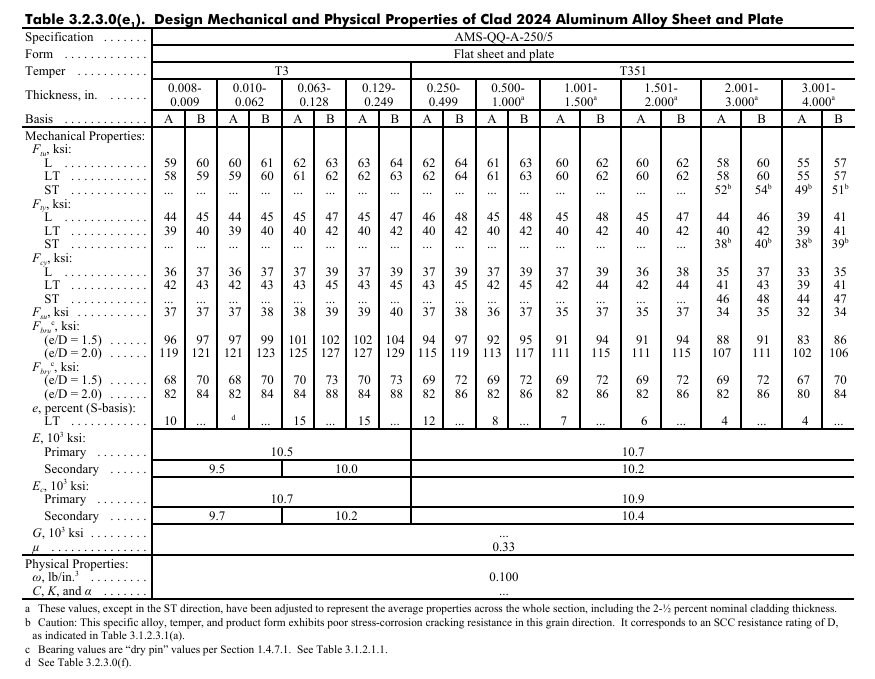 Table 3.2.3.0(e₁). Design Mechanical and Physical Properties of Clad 2024 Aluminum Alloy Sheet and Plate
Specification ....... AMS-QQ-A-250/5
Form ............. Flat sheet and plate
Temper ........... T3 T351
Thickness, in. ...... 0.008-0.009 0.010-0.062 0.063-0.128 0.129-0.249 0.250-0.499 0.500-1.000ᵃ 1.001-1.500ᵃ 1.501-2.000ᵃ 2.001-3.000ᵃ 3.001-4.000ᵃ
Basis ............. A B A B A B A B A B A B A B A B A B A B
Mechanical Properties:
Fₜᵤ, ksi:
L ............ 59 60 60 61 62 63 63 64 62 64 61 63 60 62 60 62 58 60 55 57
LT ............ 58 59 59 60 61 62 62 63 62 64 61 63 60 62 60 62 58 60 55 57
ST ............ ... ... ... ... ... ... ... ... ... ... ... ... ... ... ... ... 52ᵇ 54ᵇ 49ᵇ 51ᵇ
Fₜᵧ, ksi:
L ............ 44 45 44 45 45 47 45 47 46 48 45 48 45 48 45 47 44 46 39 41
LT ............ 39 40 39 40 40 42 40 42 40 42 40 42 40 42 40 42 40 42 39 41
ST ............ ... ... ... ... ... ... ... ... ... ... ... ... ... ... ... ... 38ᵇ 40ᵇ 38ᵇ 39ᵇ
F_cy, ksi:
L ............ 36 37 36 37 37 39 37 39 37 39 37 39 37 39 36 38 35 37 33 35
LT ............ 42 43 42 43 43 45 43 45 43 45 42 45 42 44 42 44 41 43 39 41
ST ............ ... ... ... ... ... ... ... ... ... ... ... ... ... ... ... ... 46 48 44 47
F_su, ksi ........... 37 37 37 38 38 39 39 40 37 38 36 37 35 37 35 37 34 35 32 34
F_bruᶜ, ksi:
(e/D = 1.5) ...... 96 97 97 99 101 102 102 104 94 97 92 95 91 94 91 94 88 91 83 86
(e/D = 2.0) ...... 119 121 121 123 125 127 127 129 115 119 113 117 111 115 111 115 107 111 102 106
F_bryᶜ, ksi:
(e/D = 1.5) ...... 68 70 68 70 70 73 70 73 69 72 69 72 69 72 69 72 69 72 67 70
(e/D = 2.0) ...... 82 84 82 84 84 88 84 88 82 86 82 86 82 86 82 86 82 86 80 84
e, percent (S-basis):
LT ............ 10 ... ᵈ ... 15 ... 15 ... 12 ... 8 ... 7 ... 6 ... 4 ... 4 ...
E, 10³ ksi:
Primary ........ 10.5 10.7
Secondary ...... 9.5 10.0 10.2
E_c, 10³ ksi:
Primary ........ 10.7 10.9
Secondary ...... 9.7 10.2 10.4
G, 10³ ksi ......... ...
μ ............... 0.33
Physical Properties:
ω, lb/in.³ ......... 0.100
C, K, and α ....... ...
a These values, except in the ST direction, have been adjusted to represent the average properties across the whole section, including the 2-½ percent nominal cladding thickness.
b Caution: This specific alloy, temper, and product form exhibits poor stress-corrosion cracking resistance in this grain direction. It corresponds to an SCC resistance rating of D,
as indicated in Table 3.1.2.3.1(a).
c Bearing values are “dry pin” values per Section 1.4.7.1. See Table 3.1.2.1.1.
d See Table 3.2.3.0(f).